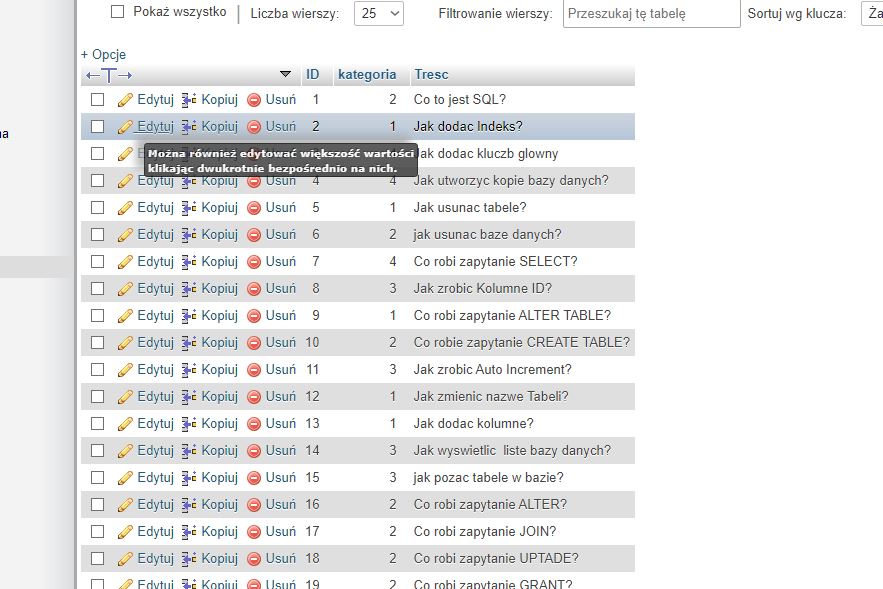 Pokaż wszystko | Liczba wierszy: 25 Filtrowanie wierszy: Przeszukaj tę tabelę Sortuj wg klucza: Ża
+ Opcje
←T→ ID kategoria Tresc
Edytuj Kopiuj Usuń 1 2 Co to jest SQL?
Edytuj Kopiuj Usuń 2 1 Jak dodac Indeks?
Można również edytować większość wartości
klikając dwukrotnie bezpośrednio na nich.
Jak dodac kluczb glowny
Edytuj Kopiuj Usuń 4 4 Jak utworzyc kopie bazy danych?
Edytuj Kopiuj Usuń 5 1 Jak usunac tabele?
Edytuj Kopiuj Usuń 6 2 jak usunac baze danych?
Edytuj Kopiuj Usuń 7 4 Co robi zapytanie SELECT?
Edytuj Kopiuj Usuń 8 3 Jak zrobic Kolumne ID?
Edytuj Kopiuj Usuń 9 1 Co robi zapytanie ALTER TABLE?
Edytuj Kopiuj Usuń 10 2 Co robie zapytanie CREATE TABLE?
Edytuj Kopiuj Usuń 11 3 Jak zrobic Auto Increment?
Edytuj Kopiuj Usuń 12 1 Jak zmienic nazwe Tabeli?
Edytuj Kopiuj Usuń 13 1 Jak dodac kolumne?
Edytuj Kopiuj Usuń 14 3 Jak wyswietlic liste bazy danych?
Edytuj Kopiuj Usuń 15 3 jak pozac tabele w bazie?
Edytuj Kopiuj Usuń 16 2 Co robi zapytanie ALTER?
Edytuj Kopiuj Usuń 17 2 Co robi zapytanie JOIN?
Edytuj Kopiuj Usuń 18 2 Co robi zapytanie UPTADE?
Edytuj Kopiuj Usuń 19 2 Co robi zapytanie GRANT?